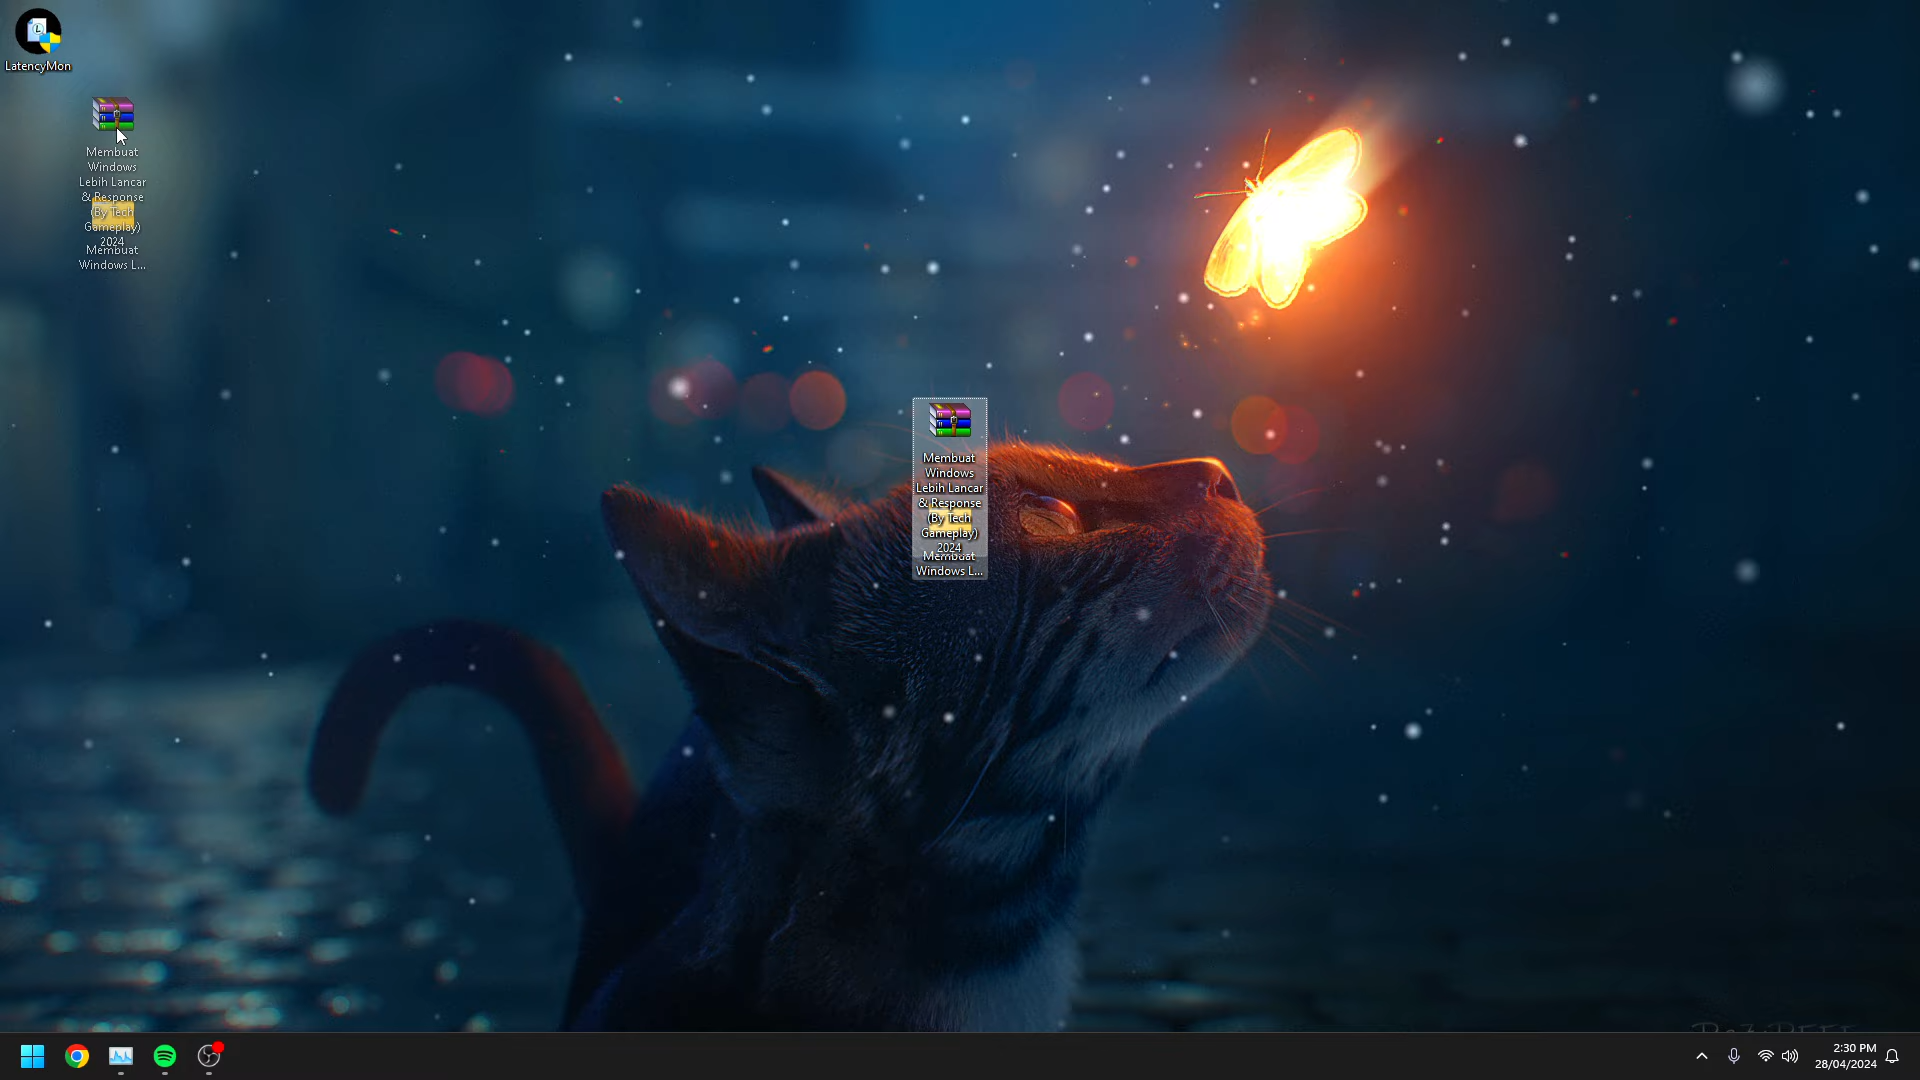 LatencyMon
Membuat
Windows
Lebih Lancar
& Response
(By Tech
Gameplay)
2024
Membuat
Windows L...
Membuat
Windows
Lebih Lancar
& Response
(By Tech
Gameplay)
2024
Membuat
Windows L...
2:30 PM
28/04/2024